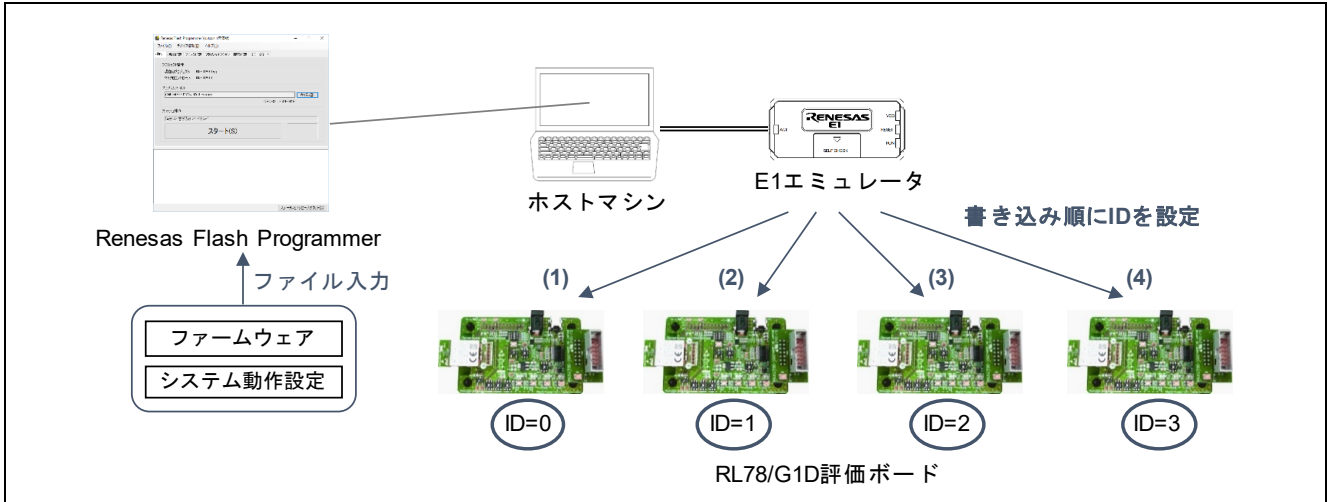 スタート(S)
RENESAS
E1
ホストマシン
E1エミュレータ
書き込み順にIDを設定
Renesas Flash Programmer
ファイル入力
ファームウェア
システム動作設定
(1)
(2)
(3)
(4)
ID=0
ID=1
ID=2
ID=3
RL78/G1D評価ボード